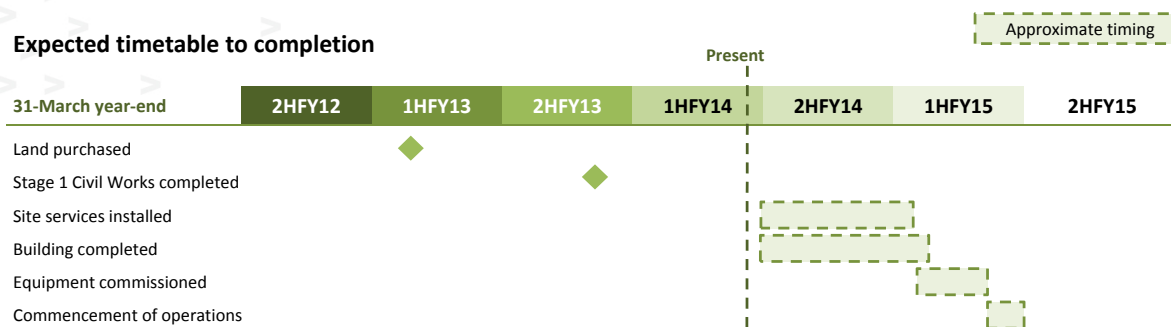 Approximate timing
Expected timetable to completion
Present
31-March year-end 2HFY12 1HFY13 2HFY13 1HFY14 2HFY14 1HFY15 2HFY15
Land purchased
Stage 1 Civil Works completed
Site services installed
Building completed
Equipment commissioned
Commencement of operations